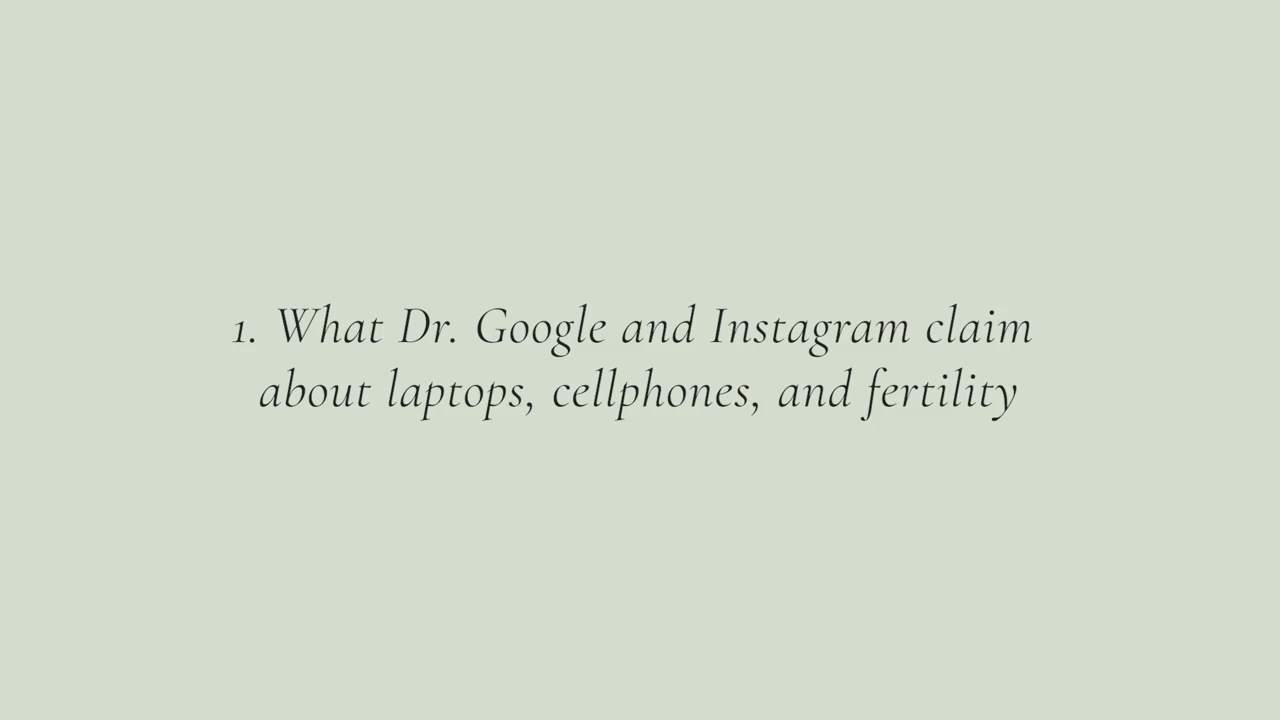 1. What Dr. Google and Instagram claim
about laptops, cellphones, and fertility